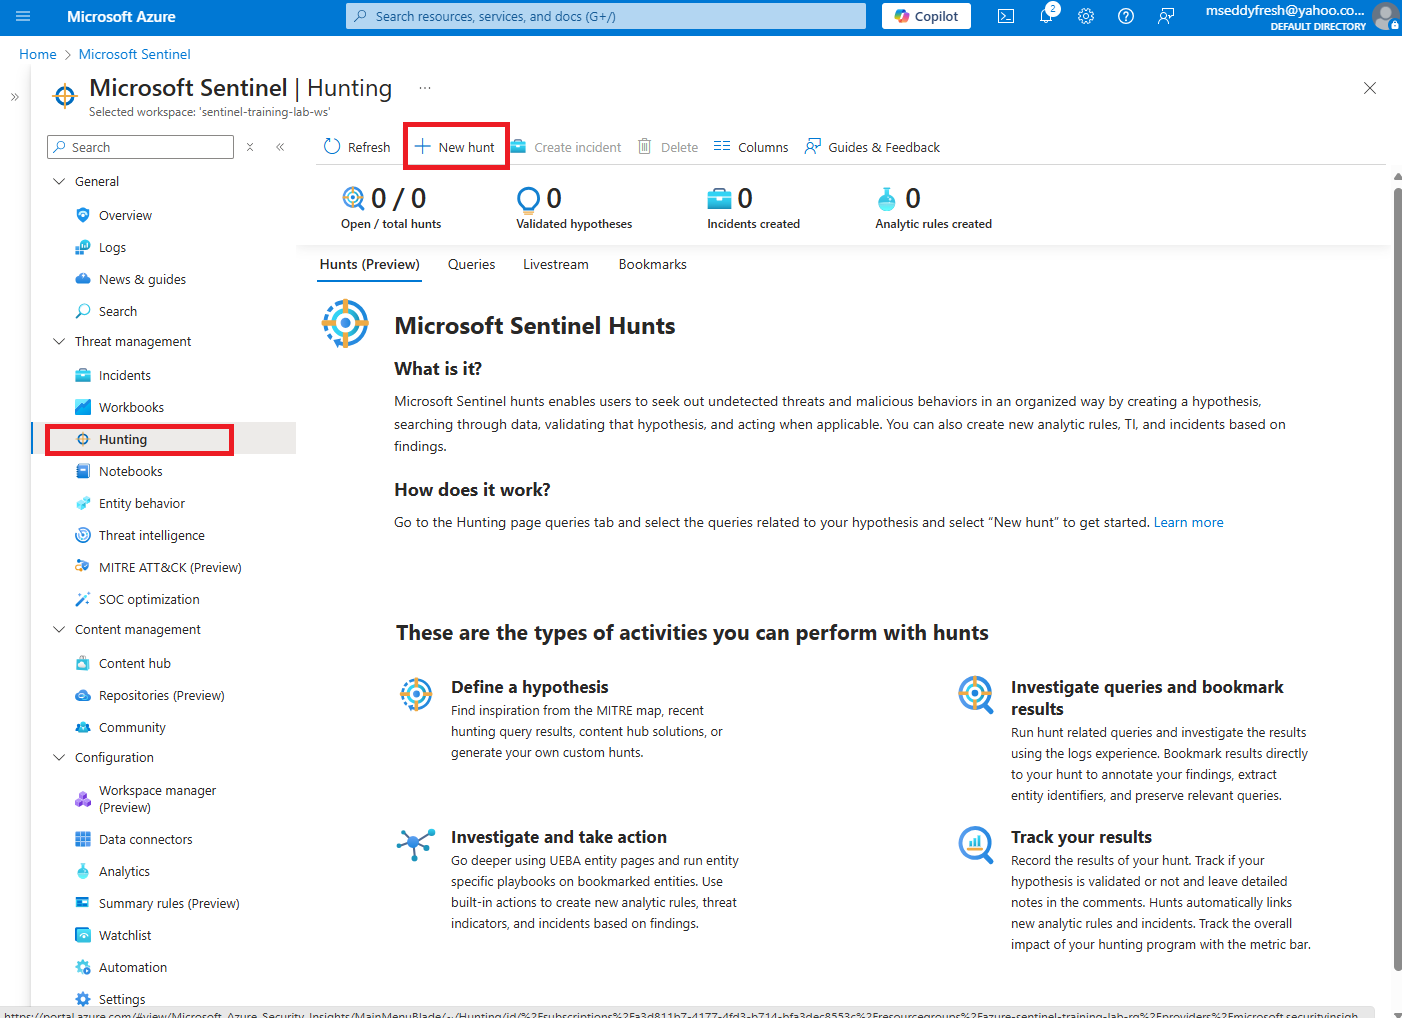 Microsoft Azure
Search resources, services, and docs (G+/)
Copilot
2
mseddyfresh@yahoo.co...
DEFAULT DIRECTORY
Home > Microsoft Sentinel
Microsoft Sentinel | Hunting ...
Selected workspace: 'sentinel-training-lab-ws'
Search
General
Overview
Logs
News & guides
Search
Threat management
Incidents
Workbooks
Hunting
Notebooks
Entity behavior
Threat intelligence
MITRE ATT&CK (Preview)
SOC optimization
Content management
Content hub
Repositories (Preview)
Community
Configuration
Workspace manager
(Preview)
Data connectors
Analytics
Summary rules (Preview)
Watchlist
Automation
Settings
Refresh
New hunt
Create incident
Delete
Columns
Guides & Feedback
0 / 0
Open / total hunts
0
Validated hypotheses
0
Incidents created
0
Analytic rules created
Hunts (Preview)
Queries
Livestream
Bookmarks
Microsoft Sentinel Hunts
What is it?
Microsoft Sentinel hunts enables users to seek out undetected threats and malicious behaviors in an organized way by creating a hypothesis,
searching through data, validating that hypothesis, and acting when applicable. You can also create new analytic rules, TI, and incidents based on
findings.
How does it work?
Go to the Hunting page queries tab and select the queries related to your hypothesis and select “New hunt” to get started. Learn more
These are the types of activities you can perform with hunts
Define a hypothesis
Find inspiration from the MITRE map, recent
hunting query results, content hub solutions, or
generate your own custom hunts.
Investigate queries and bookmark
results
Run hunt related queries and investigate the results
using the logs experience. Bookmark results directly
to your hunt to annotate your findings, extract
entity identifiers, and preserve relevant queries.
Investigate and take action
Go deeper using UEBA entity pages and run entity
specific playbooks on bookmarked entities. Use
built-in actions to create new analytic rules, threat
indicators, and incidents based on findings.
Track your results
Record the results of your hunt. Track if your
hypothesis is validated or not and leave detailed
notes in the comments. Hunts automatically links
new analytic rules and incidents. Track the overall
impact of your hunting program with the metric bar.